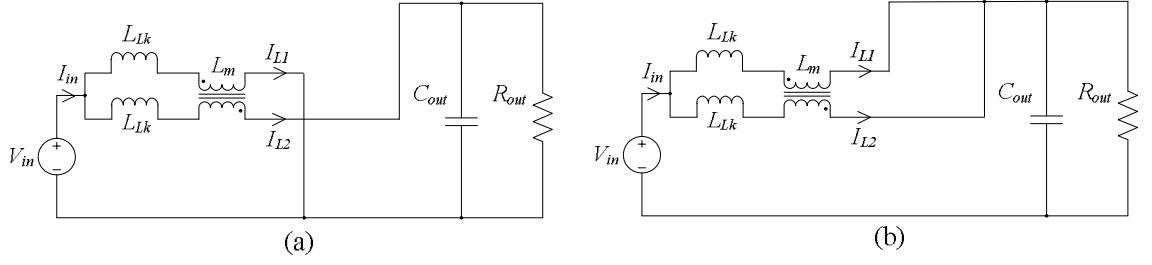 L_Lk
I_in
L_m
I_L1
L_Lk
I_L2
V_in
+
−
C_out
R_out
(a)
L_Lk
I_in
L_m
I_L1
L_Lk
I_L2
V_in
+
−
C_out
R_out
(b)